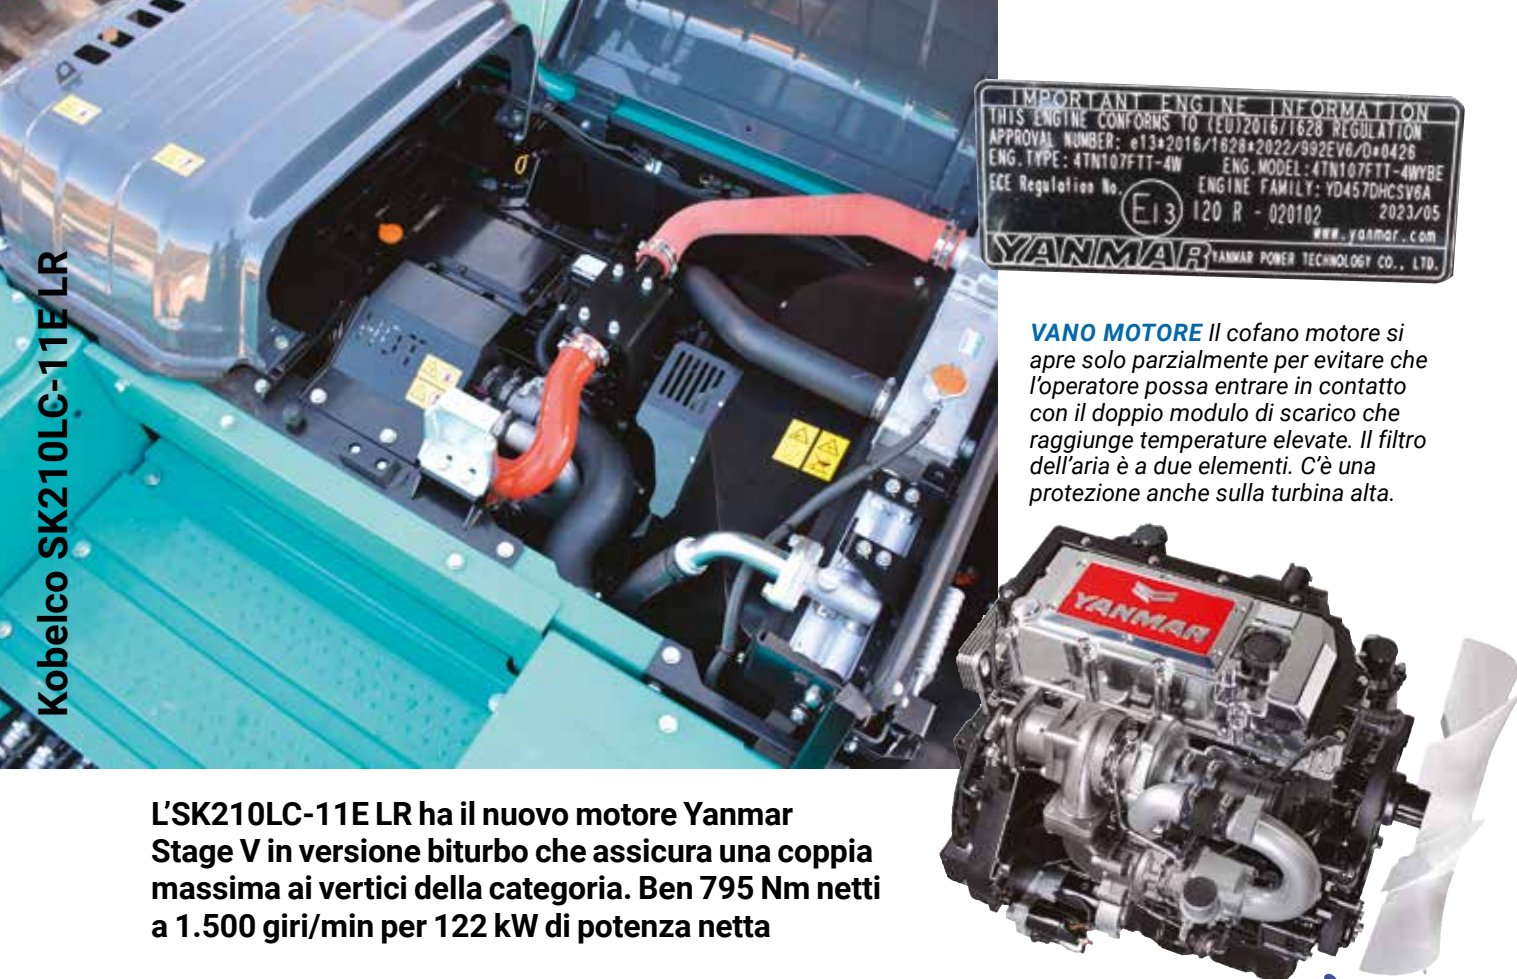 Kobelco SK210LC-11E LR
IMPORTANT ENGINE INFORMATION
THIS ENGINE CONFORMS TO (EU)2016/1628 REGULATION
APPROVAL NUMBER: e13*2016/1628*2022/992EV6/D*0426
ENG.TYPE: 4TN107FTT-4W ENG.MODEL:4TN107FTT-4WYBE
ECE Regulation No. ENGINE FAMILY: YD457DHCSV6A
E13 120 R - 020102 2023/05
www.yanmar.com
YANMAR YANMAR POWER TECHNOLOGY CO., LTD.
VANO MOTORE Il cofano motore si
apre solo parzialmente per evitare che
l’operatore possa entrare in contatto
con il doppio modulo di scarico che
raggiunge temperature elevate. Il filtro
dell’aria è a due elementi. C’è una
protezione anche sulla turbina alta.
YANMAR
L’SK210LC-11E LR ha il nuovo motore Yanmar
Stage V in versione biturbo che assicura una coppia
massima ai vertici della categoria. Ben 795 Nm netti
a 1.500 giri/min per 122 kW di potenza netta